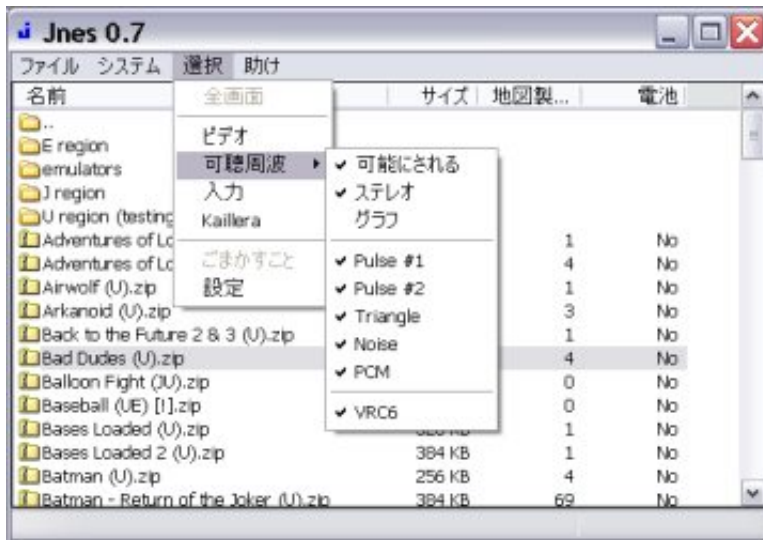 Jnes 0.7
ファイル システム 選択 助け
名前 サイズ 地図製... 電池
全画面
ビデオ
可聴周波
入力
Kaillera
ごまかすこと
設定
可能にされる
ステレオ
グラフ
Pulse #1
Pulse #2
Triangle
Noise
PCM
VRC6
..
E region
emulators
J region
U region (testing
Adventures of Lo 1 No
Adventures of Lo 4 No
Airwolf (U).zip 1 No
Arkanoid (U).zip 3 No
Back to the Future 2 & 3 (U).zip 1 No
Bad Dudes (U).zip 4 No
Balloon Fight (JU).zip 0 No
Baseball (UE) [!].zip 0 No
Bases Loaded (U).zip 1 No
Bases Loaded 2 (U).zip 384 KB 1 No
Batman (U).zip 256 KB 4 No
Batman - Return of the Joker (U).zip 384 KB 69 No